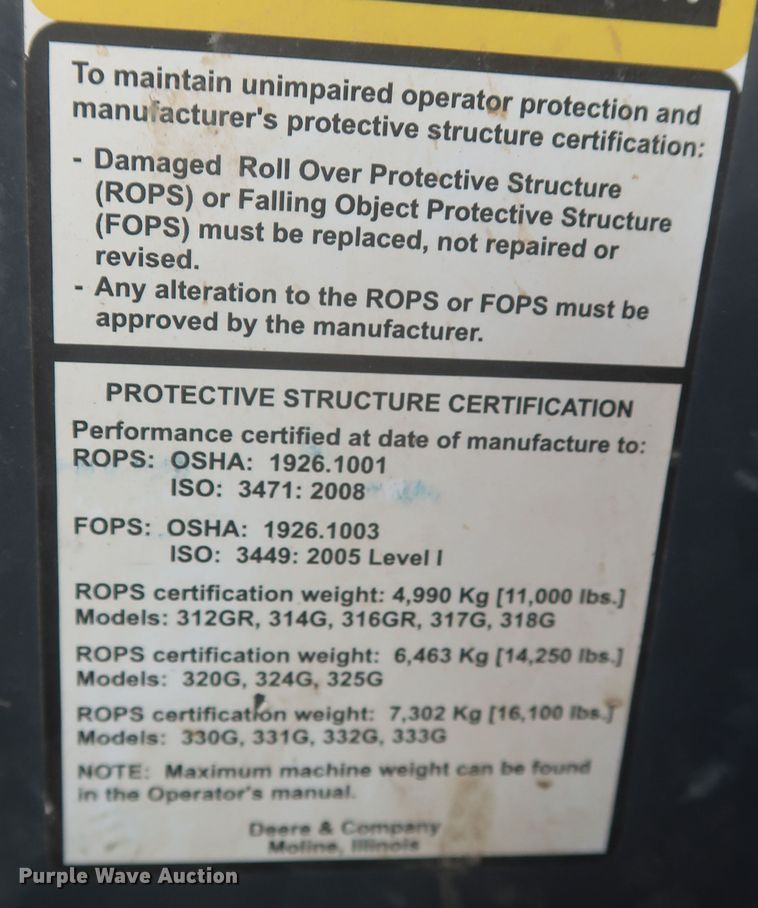 To maintain unimpaired operator protection and
manufacturer's protective structure certification:
- Damaged Roll Over Protective Structure
(ROPS) or Falling Object Protective Structure
(FOPS) must be replaced, not repaired or
revised.
- Any alteration to the ROPS or FOPS must be
approved by the manufacturer.
PROTECTIVE STRUCTURE CERTIFICATION
Performance certified at date of manufacture to:
ROPS: OSHA: 1926.1001
ISO: 3471: 2008
FOPS: OSHA: 1926.1003
ISO: 3449: 2005 Level I
ROPS certification weight: 4,990 Kg [11,000 lbs.]
Models: 312GR, 314G, 316GR, 317G, 318G
ROPS certification weight: 6,463 Kg [14,250 lbs.]
Models: 320G, 324G, 325G
ROPS certification weight: 7,302 Kg [16,100 lbs.]
Models: 330G, 331G, 332G, 333G
NOTE: Maximum machine weight can be found
in the Operator's manual.
Deere & Company
Moline, Illinois
Purple Wave Auction